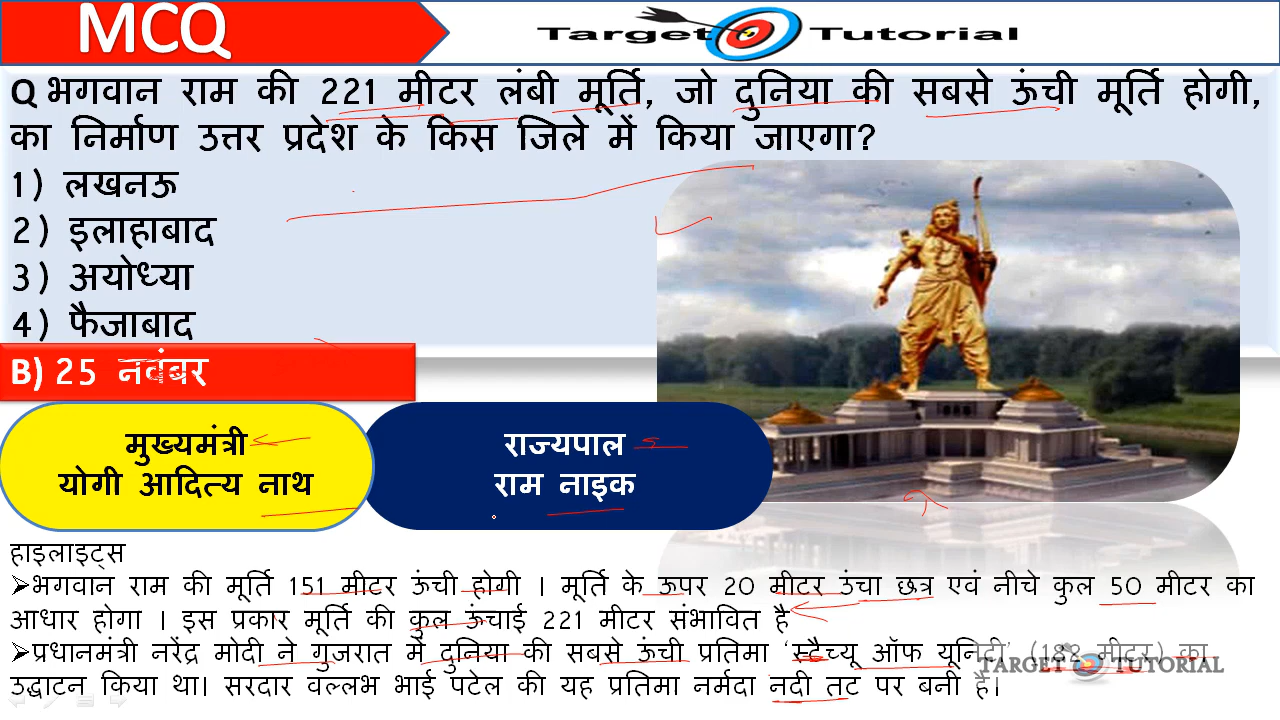 MCQ
Target Tutorial
Q भगवान राम की 221 मीटर लंबी मूर्ति, जो दुनिया की सबसे ऊंची मूर्ति होगी,
का निर्माण उत्तर प्रदेश के किस जिले में किया जाएगा?
1) लखनऊ
2) इलाहाबाद
3) अयोध्या
4) फैजाबाद
B) 25 नवंबर
मुख्यमंत्री
योगी आदित्य नाथ
राज्यपाल
राम नाइक
हाइलाइट्स
➢भगवान राम की मूर्ति 151 मीटर ऊंची होगी । मूर्ति के ऊपर 20 मीटर उंचा छत्र एवं नीचे कुल 50 मीटर का
आधार होगा । इस प्रकार मूर्ति की कुल ऊंचाई 221 मीटर संभावित है
➢प्रधानमंत्री नरेंद्र मोदी ने गुजरात में दुनिया की सबसे ऊंची प्रतिमा 'स्टैच्यू ऑफ यूनिटी' (182 मीटर) का
उद्घाटन किया था। सरदार वल्लभ भाई पटेल की यह प्रतिमा नर्मदा नदी तट पर बनी है।
TARGET TUTORIAL